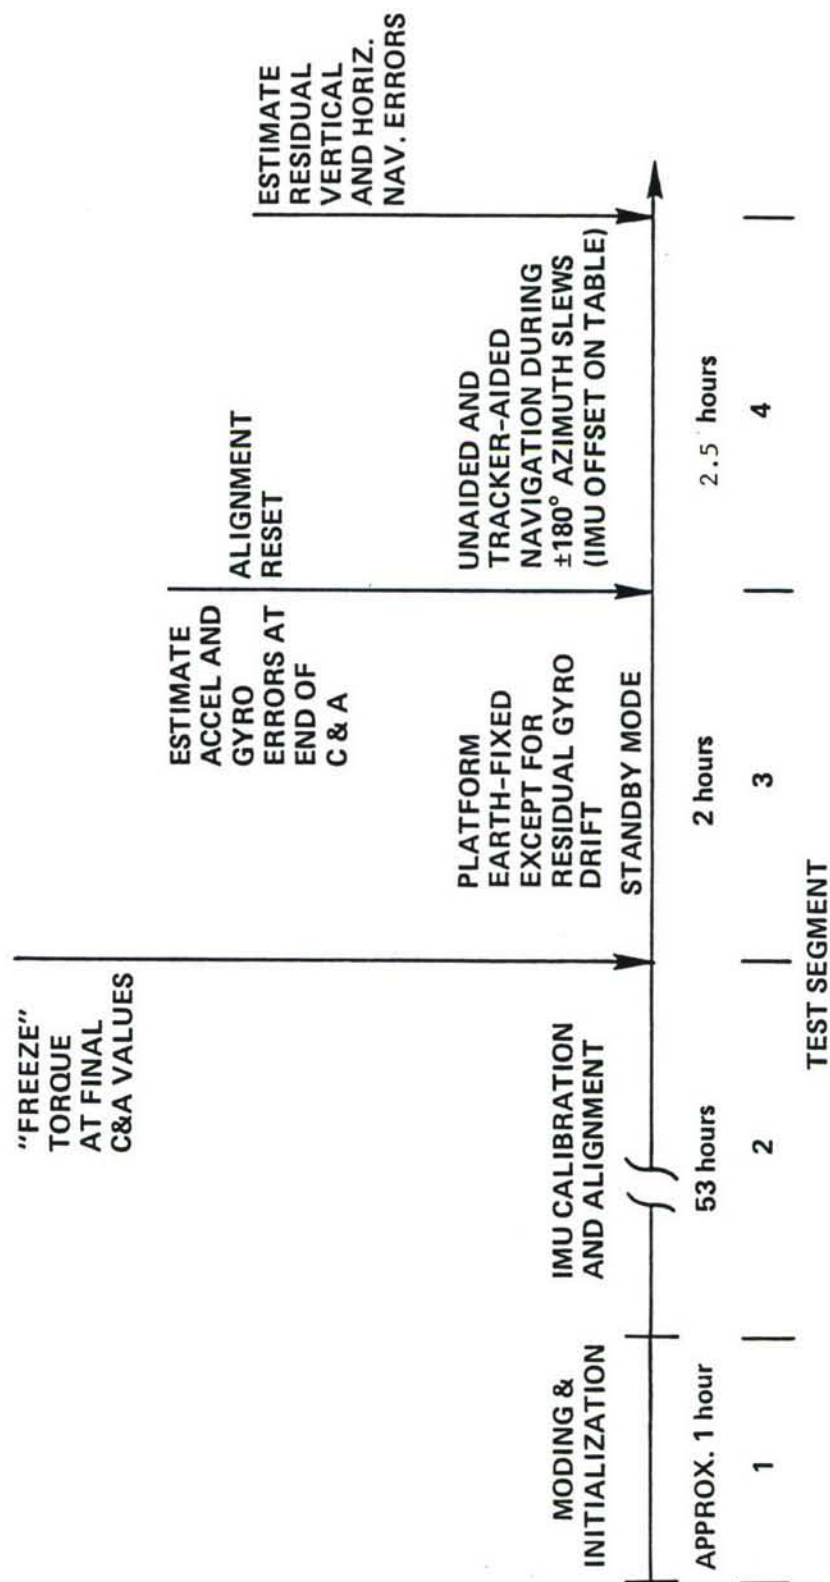 "FREEZE"
TORQUE
AT FINAL
C&A VALUES
ESTIMATE
ACCEL AND
GYRO
ERRORS AT
END OF
C & A
ALIGNMENT
RESET
ESTIMATE
RESIDUAL
VERTICAL
AND HORIZ.
NAV. ERRORS
MODING &
INITIALIZATION
IMU CALIBRATION
AND ALIGNMENT
PLATFORM
EARTH-FIXED
EXCEPT FOR
RESIDUAL GYRO
DRIFT
STANDBY MODE
UNAIDED AND
TRACKER-AIDED
NAVIGATION DURING
±180° AZIMUTH SLEWS
(IMU OFFSET ON TABLE)
APPROX. 1 hour
53 hours
2 hours
2.5 hours
1
2
3
4
TEST SEGMENT